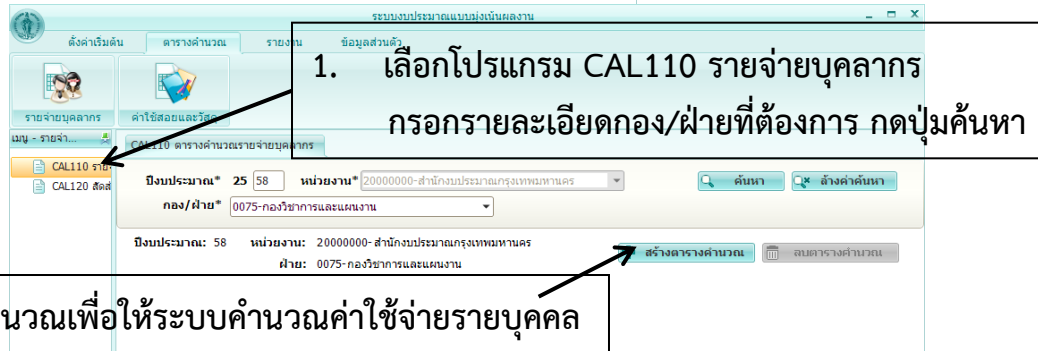 ระบบงบประมาณแบบมุ่งเน้นผลงาน
ตั้งค่าเริ่มต้น ตารางคำนวณ รายงาน ข้อมูลส่วนตัว
1. เลือกโปรแกรม CAL110 รายจ่ายบุคลากร
กรอกรายละเอียดกอง/ฝ่ายที่ต้องการ กดปุ่มค้นหา
รายจ่ายบุคลากร ค่าใช้สอยและวัสดุ
เมนู - รายจ่า...
CAL110 ตารางคำนวณรายจ่ายบุคลากร
CAL110 ราย
CAL120 สัดส่
ปีงบประมาณ* 25 58 หน่วยงาน* 20000000-สำนักงบประมาณกรุงเทพมหานคร ค้นหา ล้างค่าค้นหา
กอง/ฝ่าย* 0075-กองวิชาการและแผนงาน
ปีงบประมาณ: 58 หน่วยงาน: 20000000- สำนักงบประมาณกรุงเทพมหานคร
สร้างตารางคำนวณ ลบตารางคำนวณ
ฝ่าย: 0075-กองวิชาการและแผนงาน
นวณเพื่อให้ระบบคำนวณค่าใช้จ่ายรายบุคคล